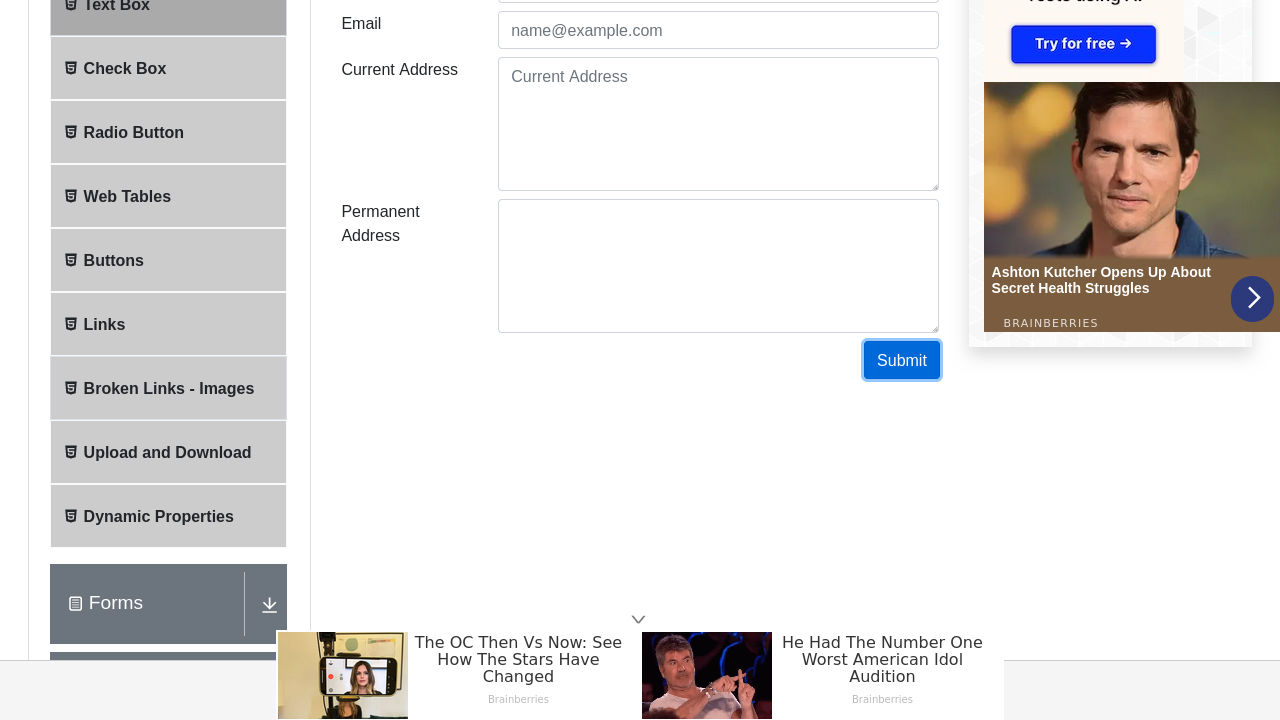 Text Box
Check Box
Radio Button
Web Tables
Buttons
Links
Broken Links - Images
Upload and Download
Dynamic Properties
Forms
Email
name@example.com
Current Address
Current Address
Permanent
Address
Submit
Try for free →
Ashton Kutcher Opens Up About
Secret Health Struggles
BRAINBERRIES
The OC Then Vs Now: See
How The Stars Have
Changed
Brainberries
He Had The Number One
Worst American Idol
Audition
Brainberries